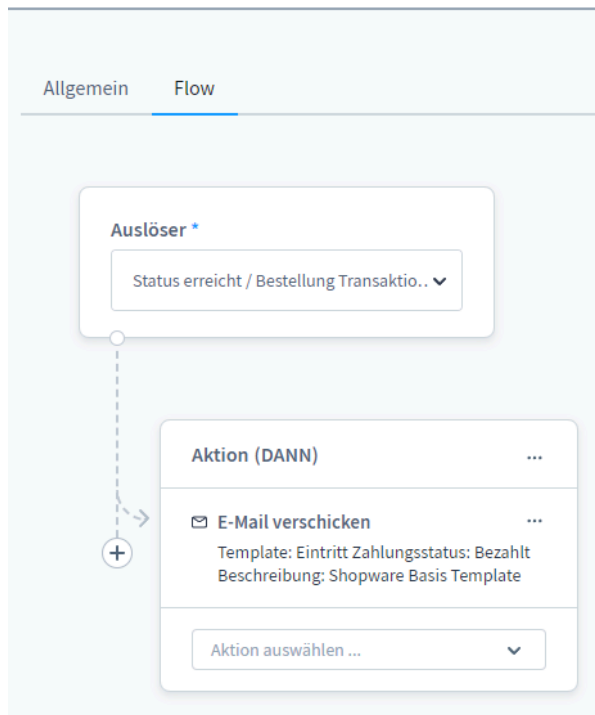 Allgemein Flow
Auslöser *
Status erreicht / Bestellung Transaktio..
Aktion (DANN) ...
E-Mail verschicken ...
Template: Eintritt Zahlungsstatus: Bezahlt
Beschreibung: Shopware Basis Template
Aktion auswählen ...